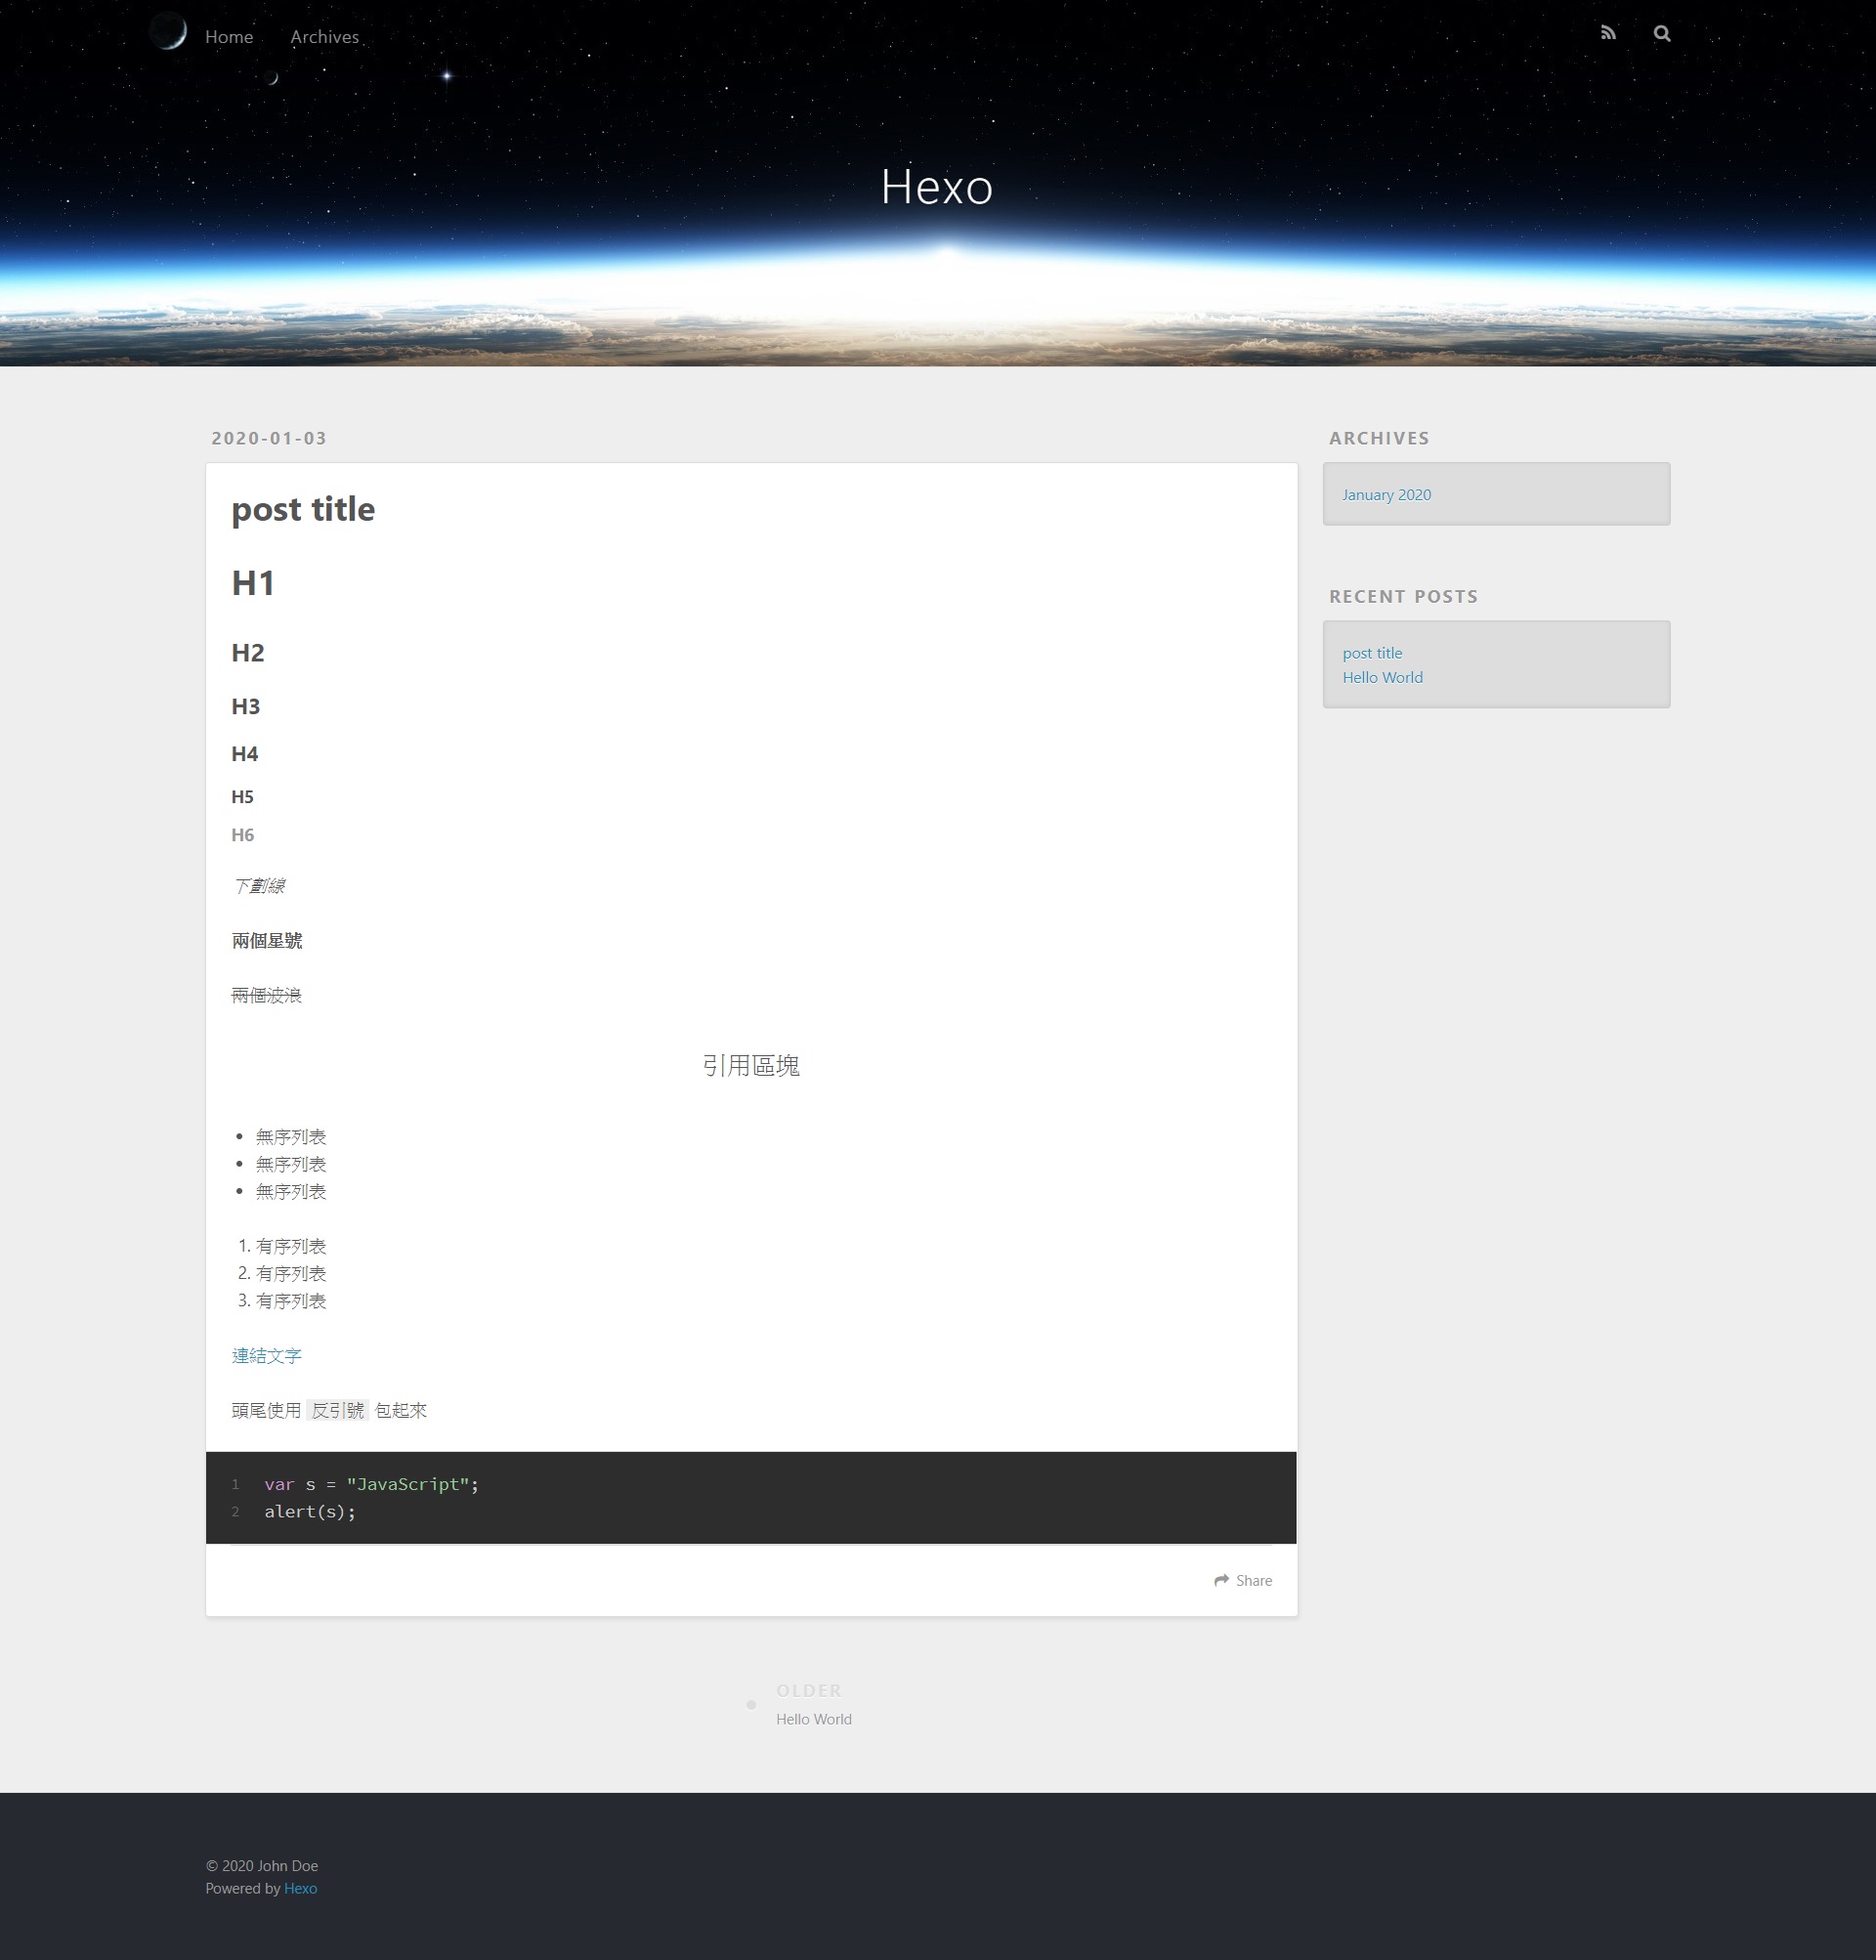 Home Archives
Hexo
2020-01-03
post title
H1
H2
H3
H4
H5
H6
下劃線
兩個星號
兩個波浪
引用區塊
• 無序列表
• 無序列表
• 無序列表
1. 有序列表
2. 有序列表
3. 有序列表
連結文字
頭尾使用 反引號 包起來
1 var s = "JavaScript";
2 alert(s);
Share
OLDER
Hello World
ARCHIVES
January 2020
RECENT POSTS
post title
Hello World
© 2020 John Doe
Powered by Hexo